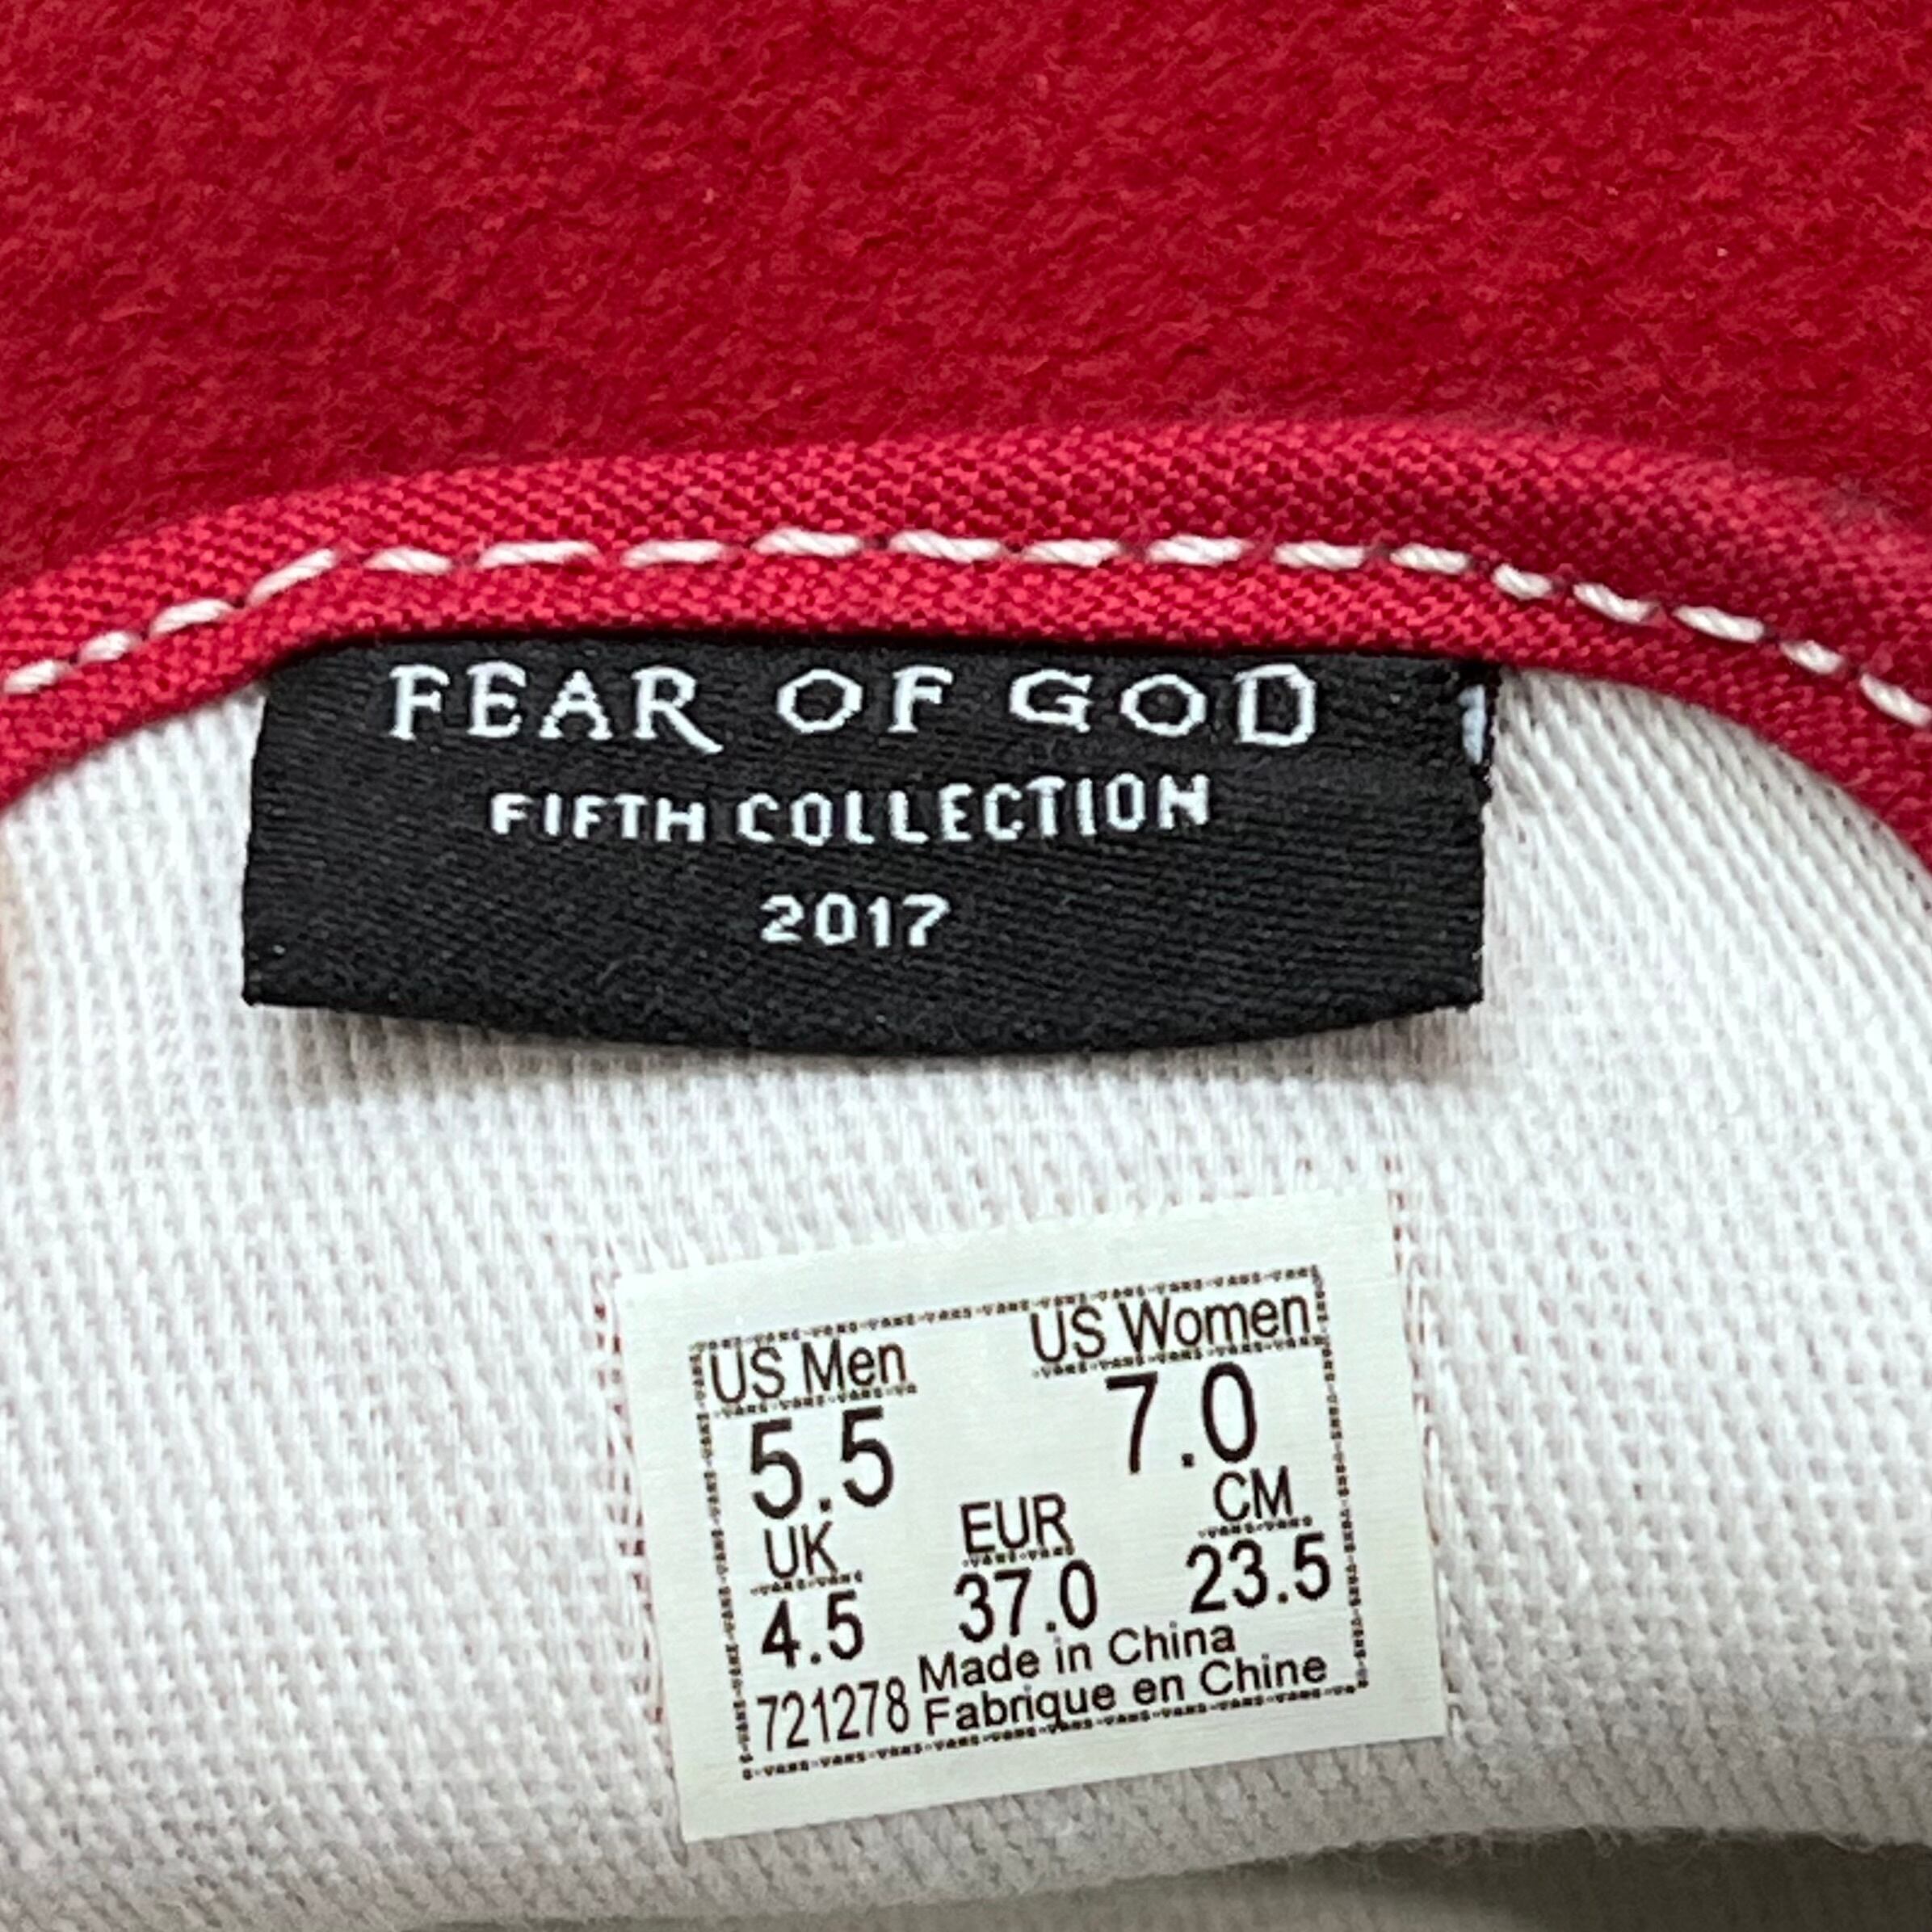 FEAR OF GOD
FIFTH COLLECTION
2017
US Men US Women
5.5 7.0
UK EUR CM
4.5 37.0 23.5
721278 Made in China
Fabrique en Chine